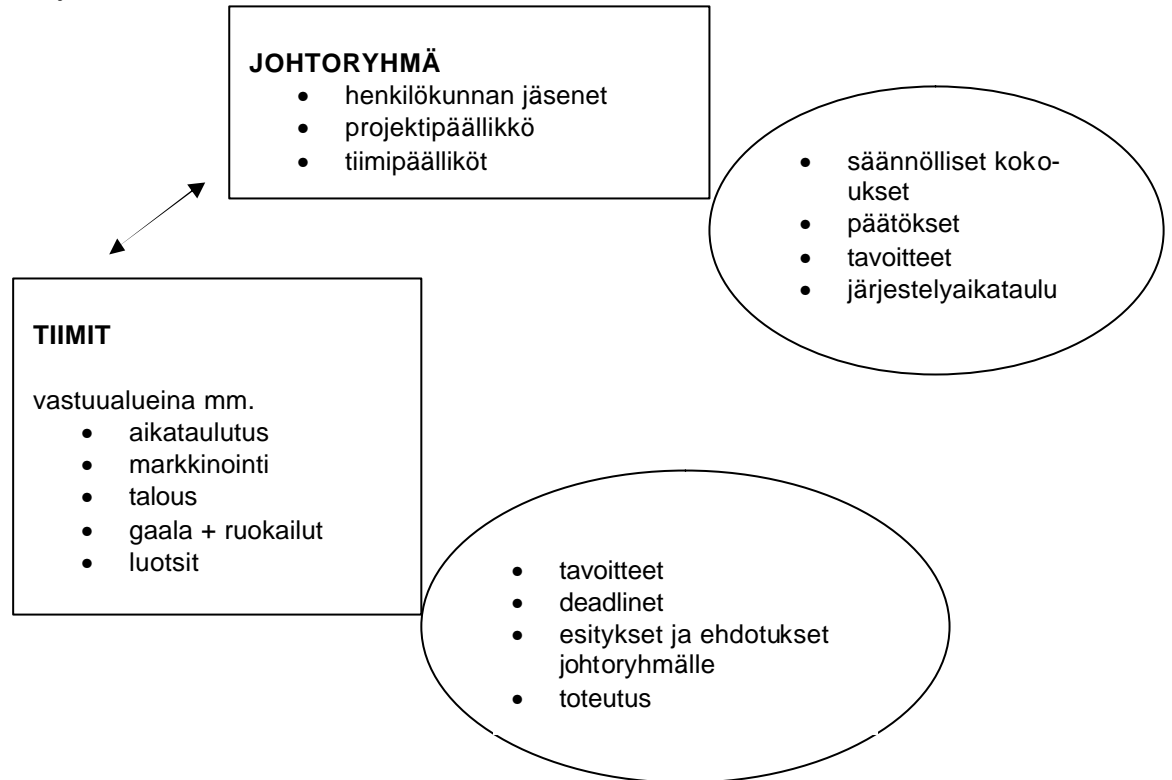 JOHTORYHMÄ
• henkilökunnan jäsenet
• projektipäällikkö
• tiimipäälliköt
• säännölliset koko-
ukset
• päätökset
• tavoitteet
• järjestelyaikataulu
TIIMIT
vastuualueina mm.
• aikataulutus
• markkinointi
• talous
• gaala + ruokailut
• luotsit
• tavoitteet
• deadlinet
• esitykset ja ehdotukset
johtoryhmälle
• toteutus